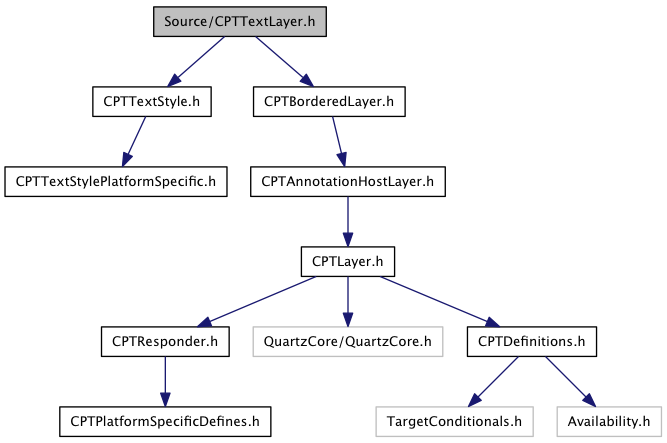 Source/CPTTextLayer.h
CPTTextStyle.h
CPTBorderedLayer.h
CPTTextStylePlatformSpecific.h
CPTAnnotationHostLayer.h
CPTLayer.h
CPTResponder.h
QuartzCore/QuartzCore.h
CPTDefinitions.h
CPTPlatformSpecificDefines.h
TargetConditionals.h
Availability.h